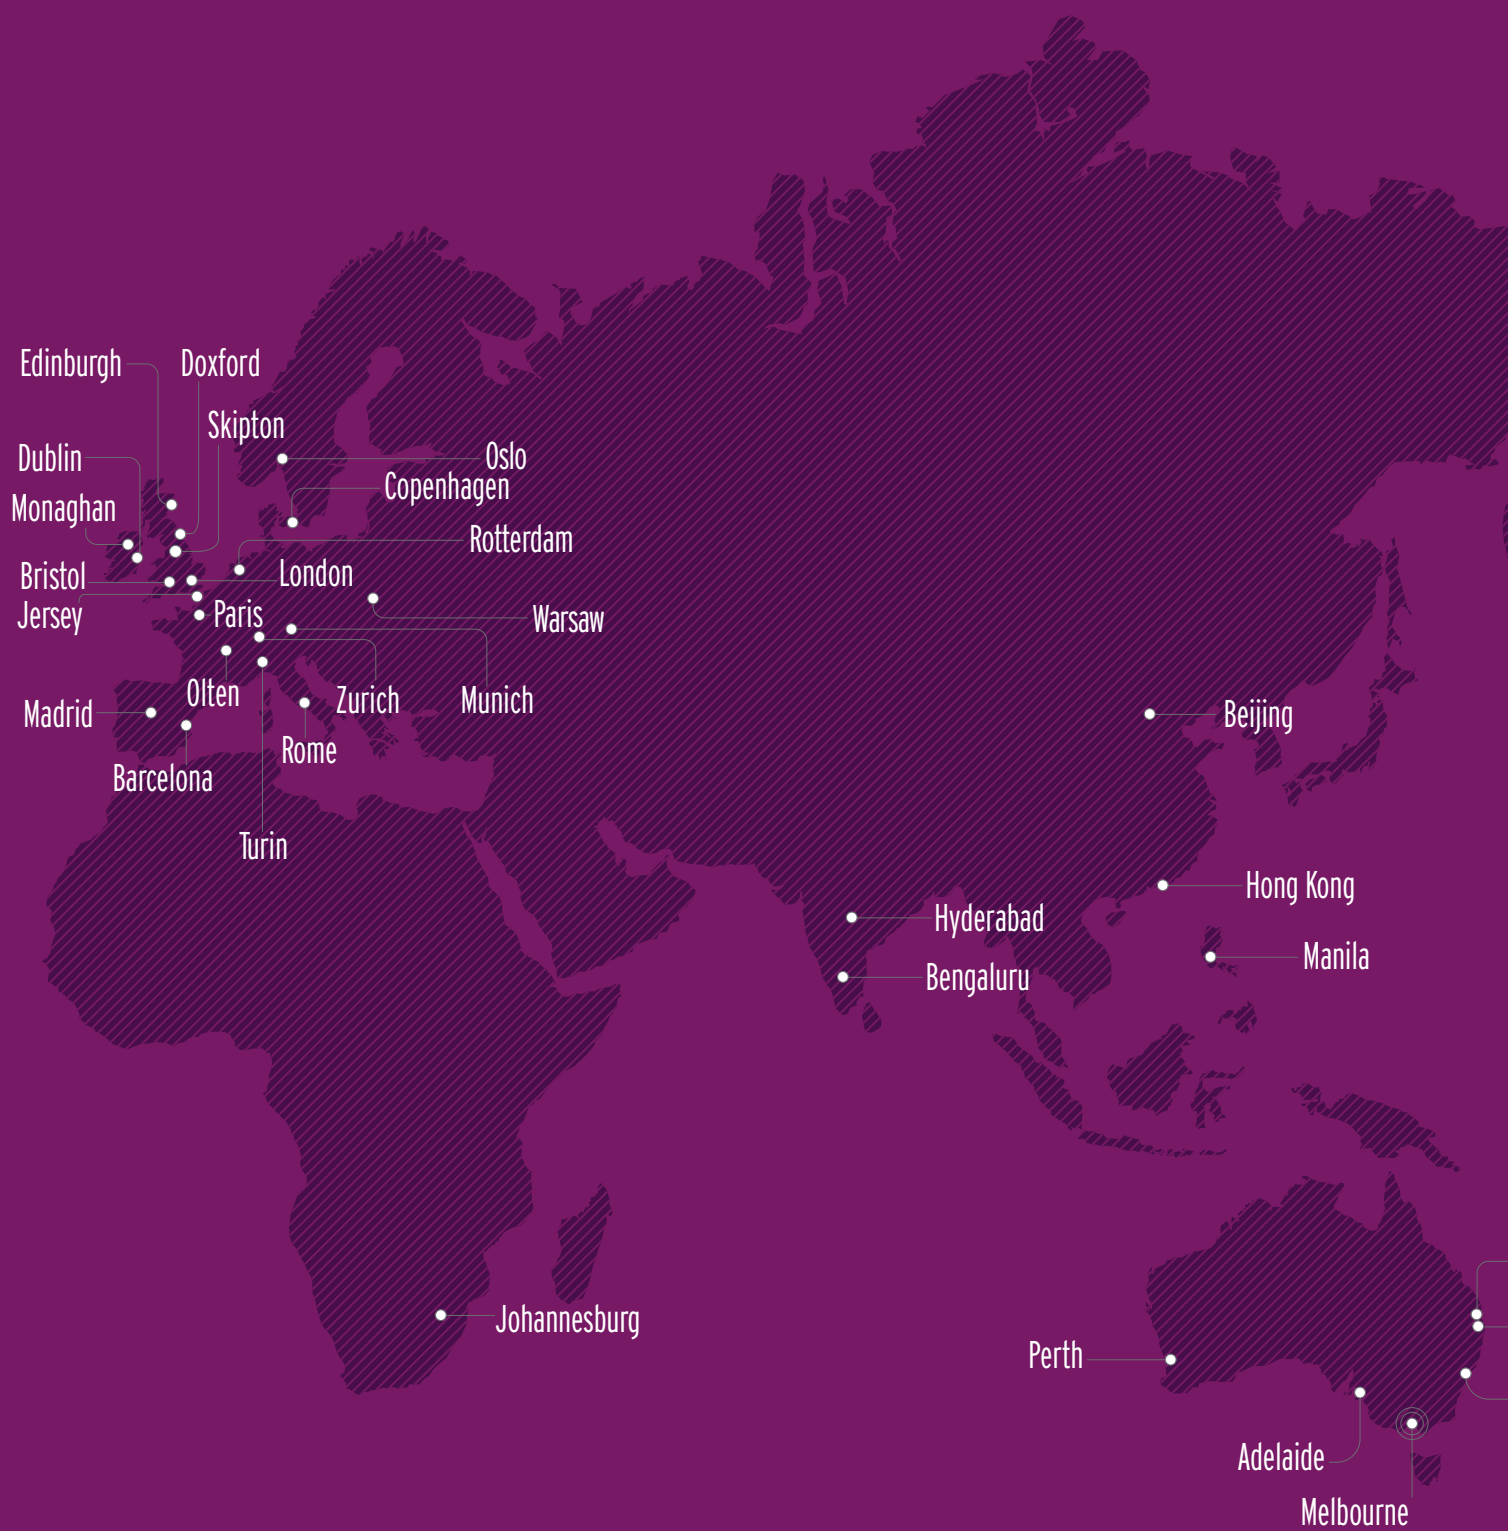 Edinburgh
Doxford
Skipton
Dublin
Oslo
Copenhagen
Monaghan
Rotterdam
Bristol
London
Jersey
Paris
Warsaw
Olten
Zurich
Munich
Madrid
Beijing
Rome
Barcelona
Turin
Hong Kong
Hyderabad
Manila
Bengaluru
Johannesburg
Perth
Adelaide
Melbourne